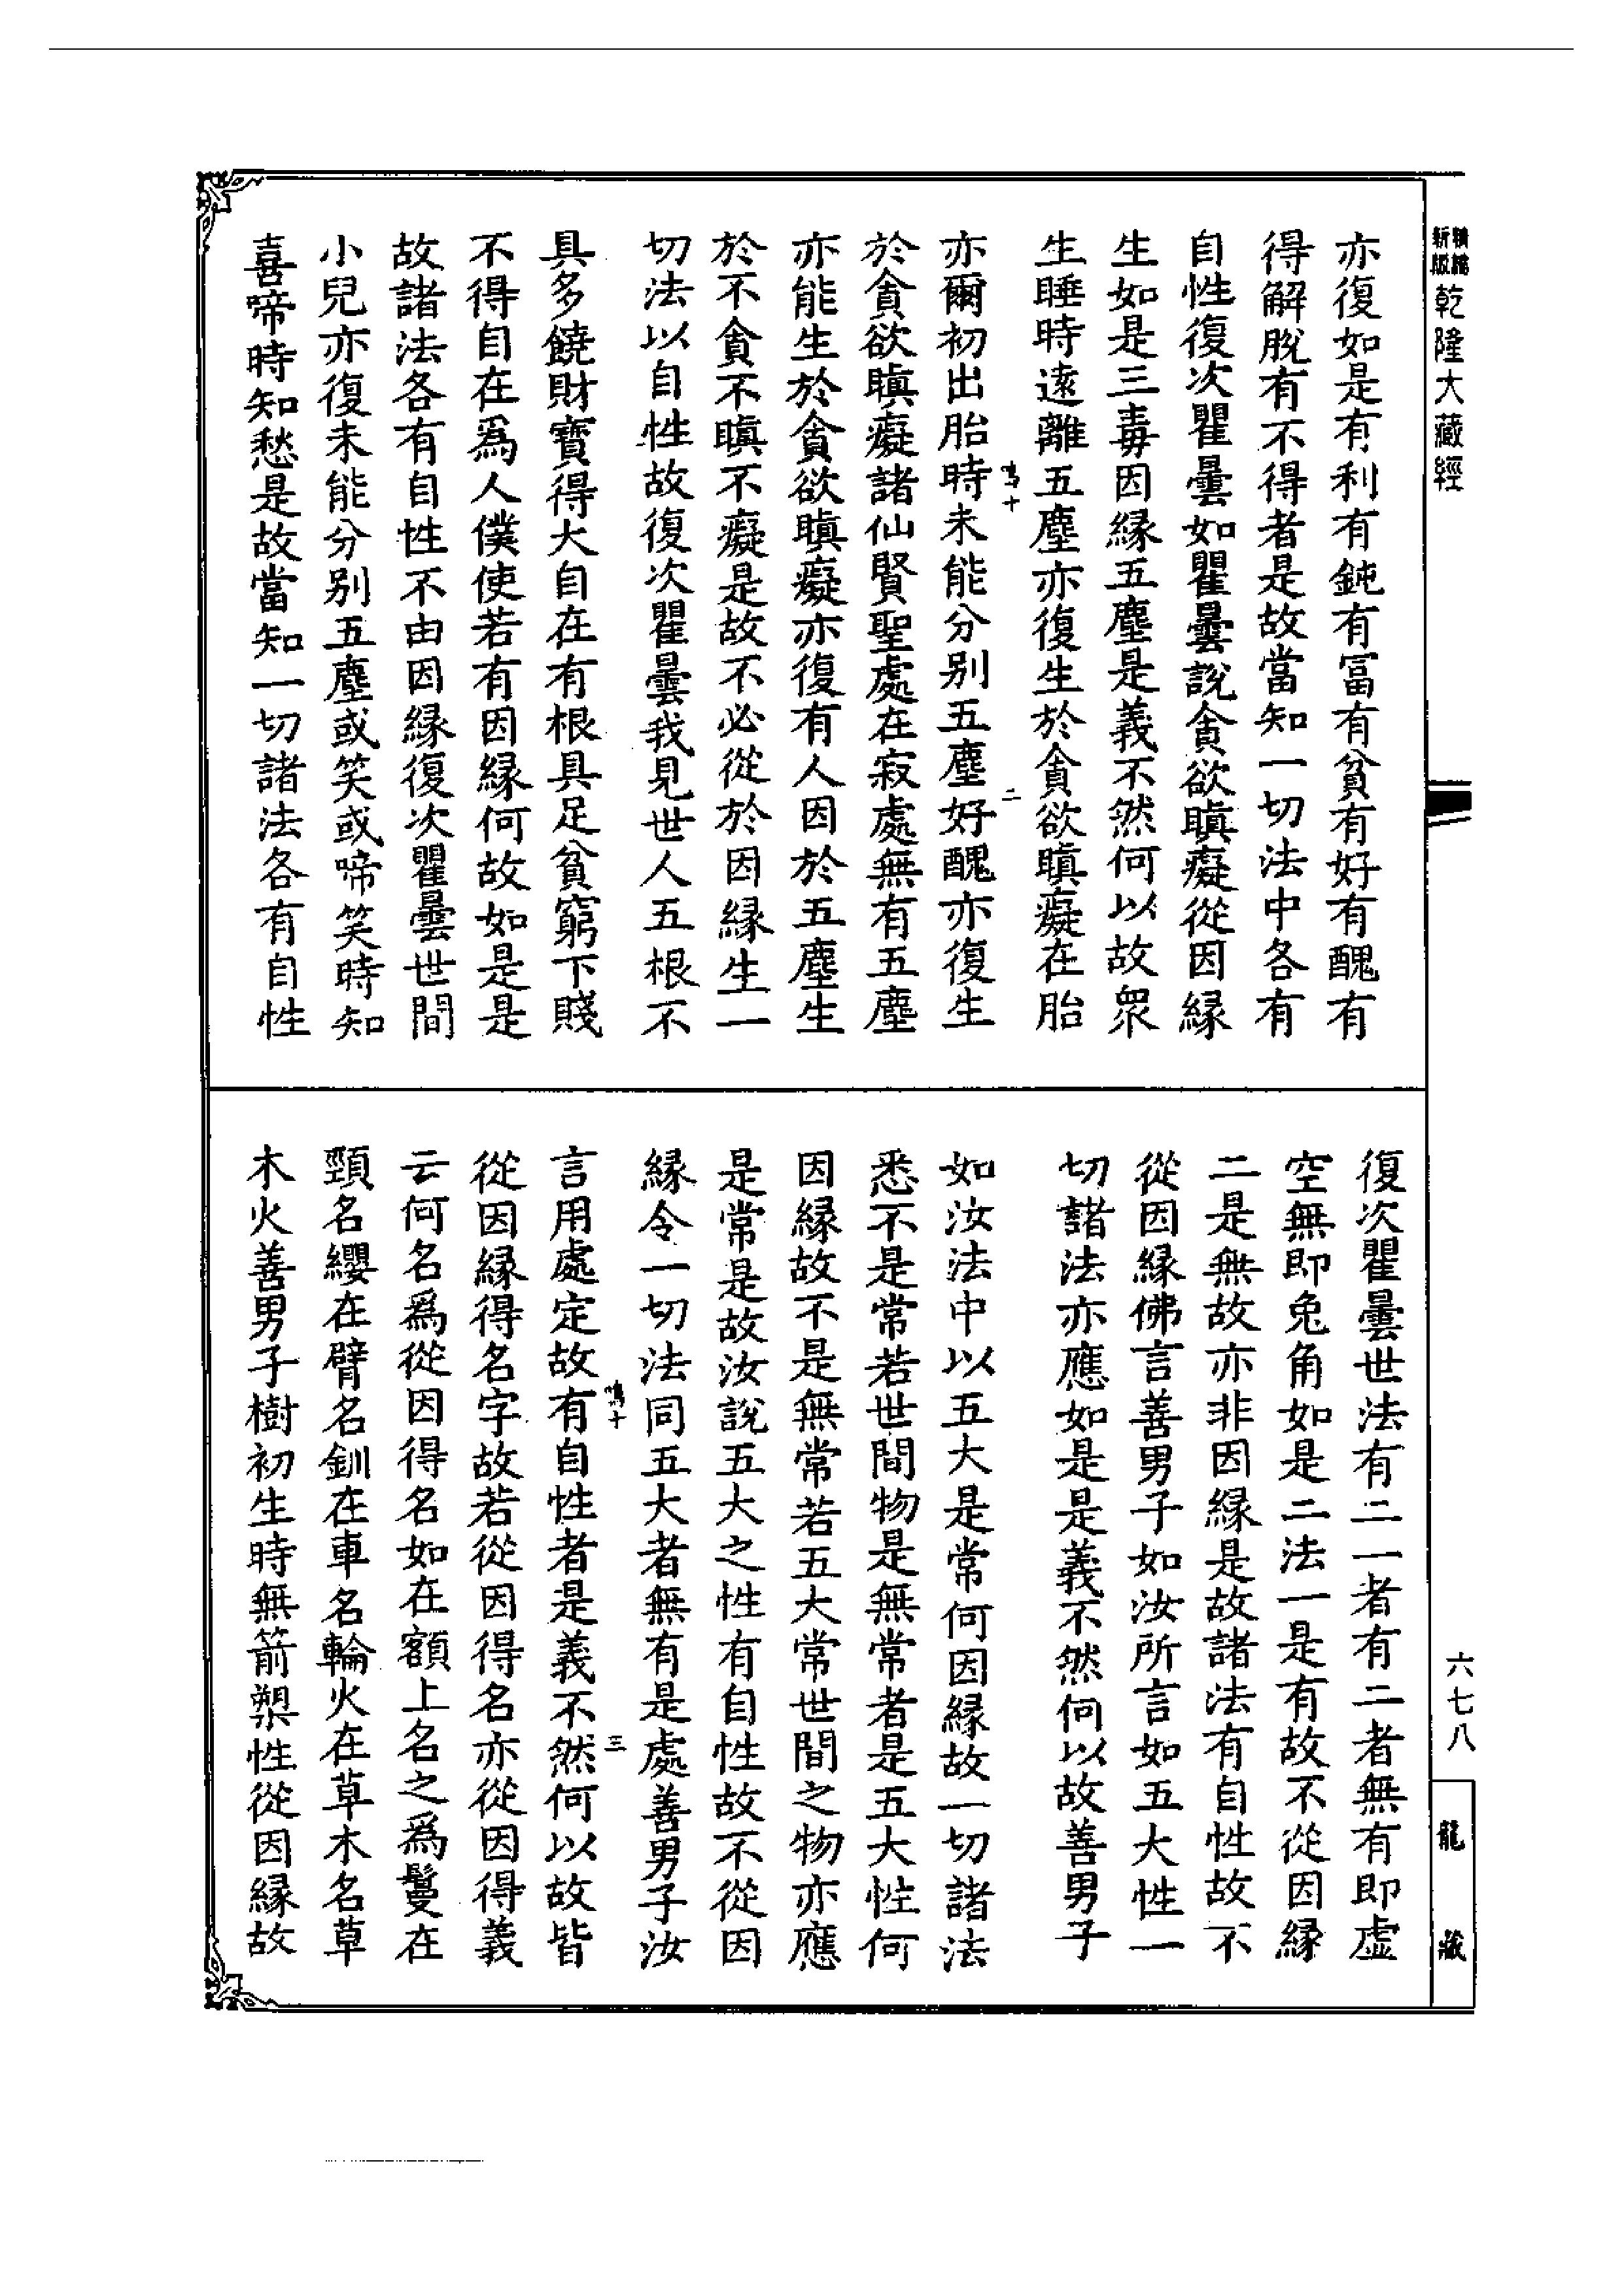 新版精縮乾隆大藏經
亦復如是有利有鈍有富有貧有好有醜有
得解脫有不得者是故當知一切法中各有
自性復次瞿曇如瞿曇說貪欲瞋癡從因緣
生如是三毒因緣五塵是義不然何以故眾
生睡時遠離五塵亦復生於貪欲瞋癡在胎
鳴十
二
亦爾初出胎時未能分別五塵好醜亦復生
於貪欲瞋癡諸仙賢聖處在寂處無有五塵
亦能生於貪欲瞋癡亦復有人因於五塵生
於不貪不瞋不癡是故不必從於因緣生一
切法以自性故復次瞿曇我見世人五根不
具多饒財寶得大自在有根具足貧窮下賤
不得自在為人僕使若有因緣何故如是是
故諸法各有自性不由因緣復次瞿曇世間
小兒亦復未能分別五塵或笑或啼笑時知
喜啼時知愁是故當知一切諸法各有自性
復次瞿曇世法有二一者有二者無有即虛
空無即兔角如是二法一是有故不從因緣
二是無故亦非因緣是故諸法有自性故不
從因緣佛言善男子如汝所言如五大性一
切諸法亦應如是是義不然何以故善男子
如汝法中以五大是常何因緣故一切諸法
悉不是常若世間物是無常者是五大性何
因緣故不是無常若五大常世間之物亦應
是常是故汝說五大之性有自性故不從因
緣令一切法同五大者無有是處善男子汝
鳴十
三
言用處定故有自性者是義不然何以故皆
從因緣得名字故若從因得名亦從因得義
云何名為從因得名如在額上名之為鬘在
頸名纓在臂名釧在車名輪火在草木名草
木火善男子樹初生時無箭槊性從因緣故
六七八
龍藏